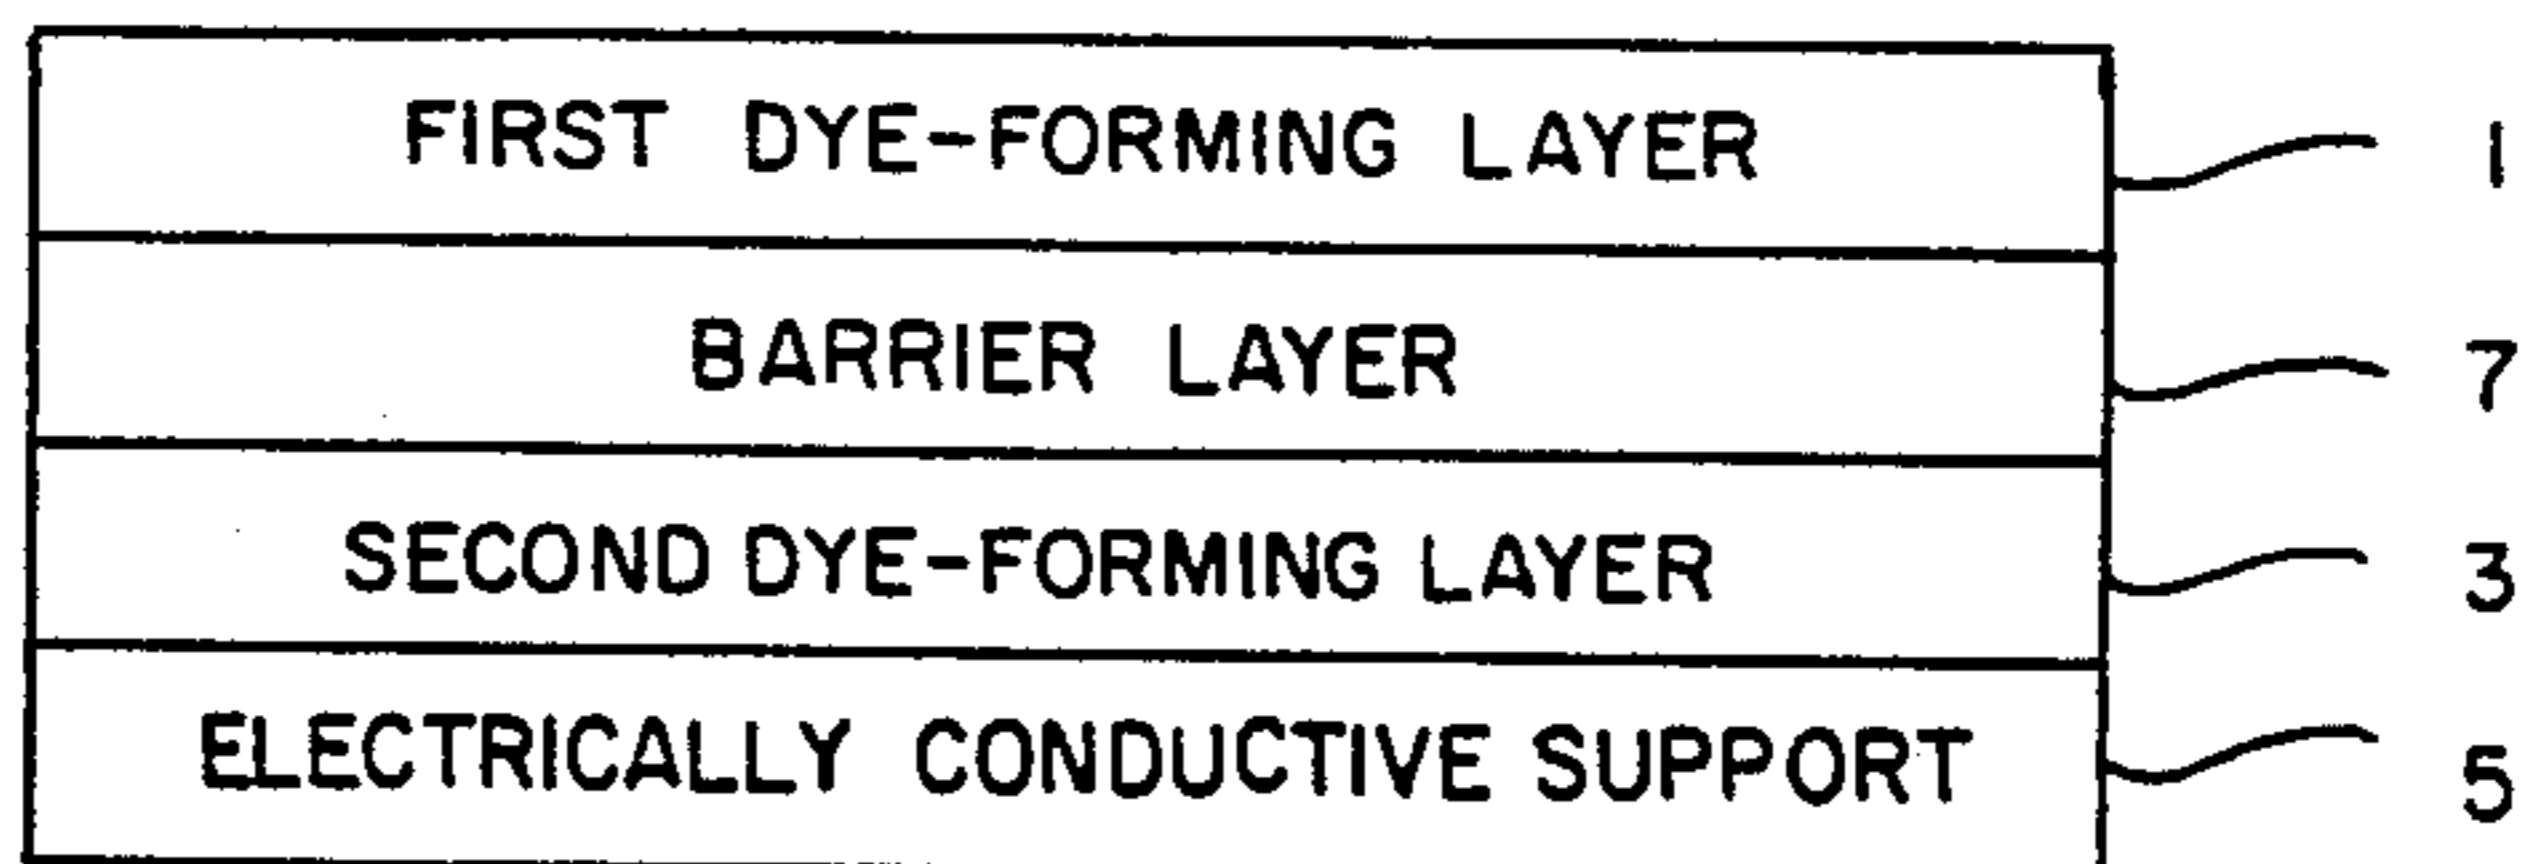 FIRST DYE-FORMING LAYER 1
BARRIER LAYER 7
SECOND DYE-FORMING LAYER 3
ELECTRICALLY CONDUCTIVE SUPPORT 5